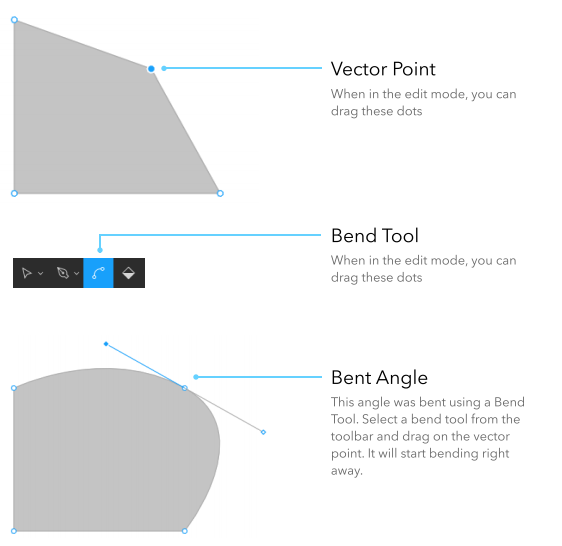 Vector Point
When in the edit mode, you can
drag these dots
Bend Tool
When in the edit mode, you can
drag these dots
Bent Angle
This angle was bent using a Bend
Tool. Select a bend tool from the
toolbar and drag on the vector
point. It will start bending right
away.